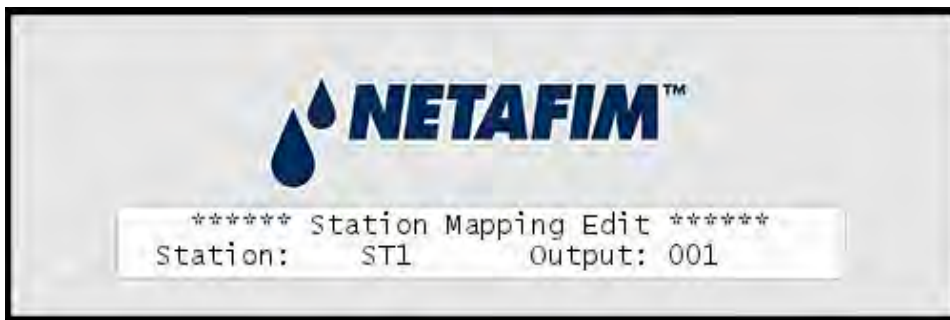 NETAFIM™
****** Station Mapping Edit ******
Station: ST1 Output: 001